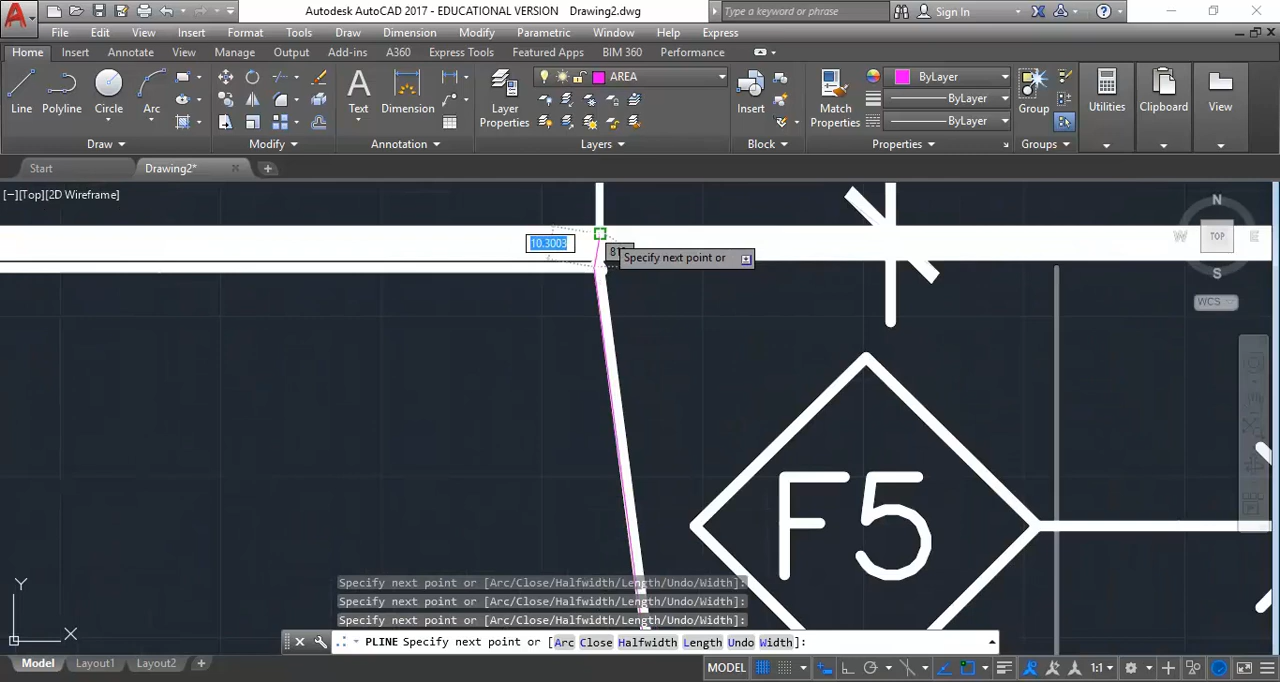 Autodesk AutoCAD 2017 - EDUCATIONAL VERSION Drawing2.dwg
Type a keyword or phrase
Sign In
File Edit View Insert Format Tools Draw Dimension Modify Parametric Window Help Express
Home Insert Annotate View Manage Output Add-ins A360 Express Tools Featured Apps BIM 360 Performance
AREA
ByLayer
ByLayer
ByLayer
Line Polyline Circle Arc
Text Dimension
Layer Properties
Insert
Match Properties
Group
Utilities
Clipboard
View
Draw Modify Annotation Layers Block Properties Groups
Start
Drawing2*
[−][Top][2D Wireframe]
N
W TOP E
S
WCS
10.3003
Specify next point or
F5
Specify next point or [Arc/Close/Halfwidth/Length/Undo/Width]:
Specify next point or [Arc/Close/Halfwidth/Length/Undo/Width]:
Specify next point or [Arc/Close/Halfwidth/Length/Undo/Width]:
PLINE Specify next point or [Arc Close Halfwidth Length Undo Width]:
Y
X
Model Layout1 Layout2 +
MODEL
1:1